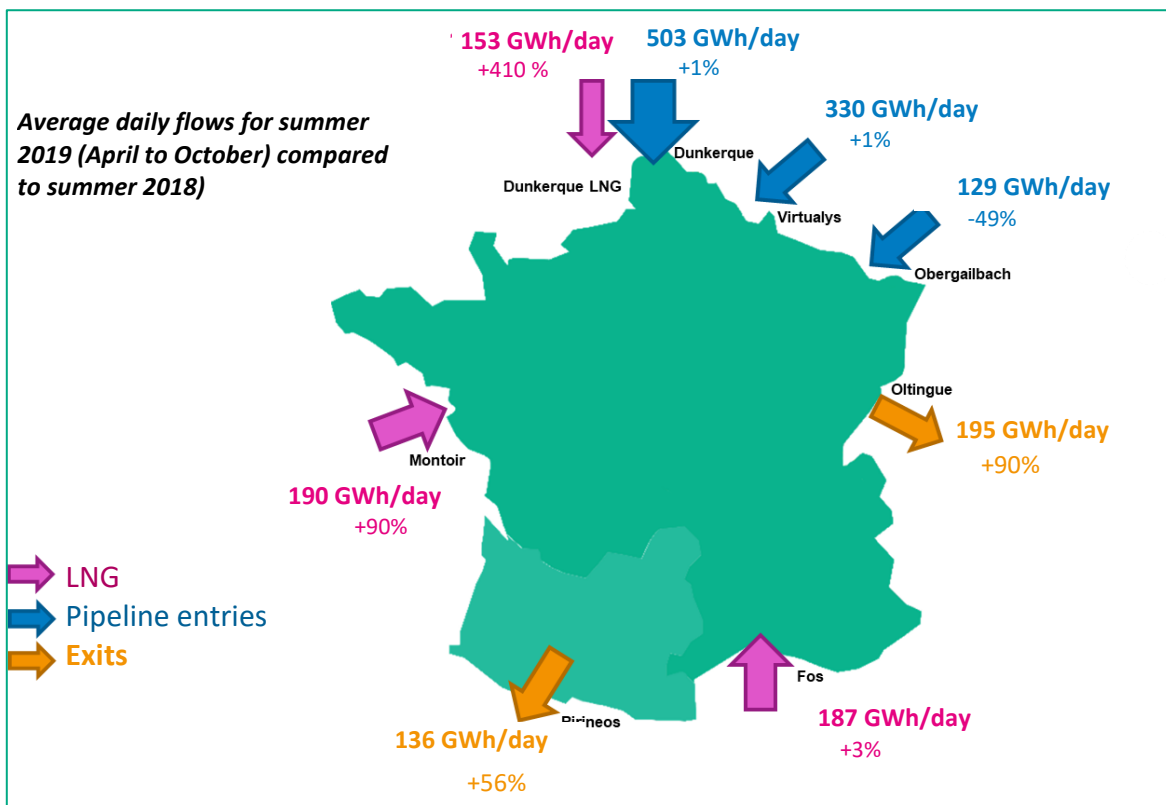 153 GWh/day
+410 %
503 GWh/day
+1%
330 GWh/day
+1%
Average daily flows for summer
2019 (April to October) compared
to summer 2018)
Dunkerque
Dunkerque LNG
129 GWh/day
-49%
Virtualys
Obergailbach
Oltingue
195 GWh/day
+90%
Montoir
190 GWh/day
+90%
LNG
Pipeline entries
Exits
Fos
187 GWh/day
+3%
Pirineos
136 GWh/day
+56%